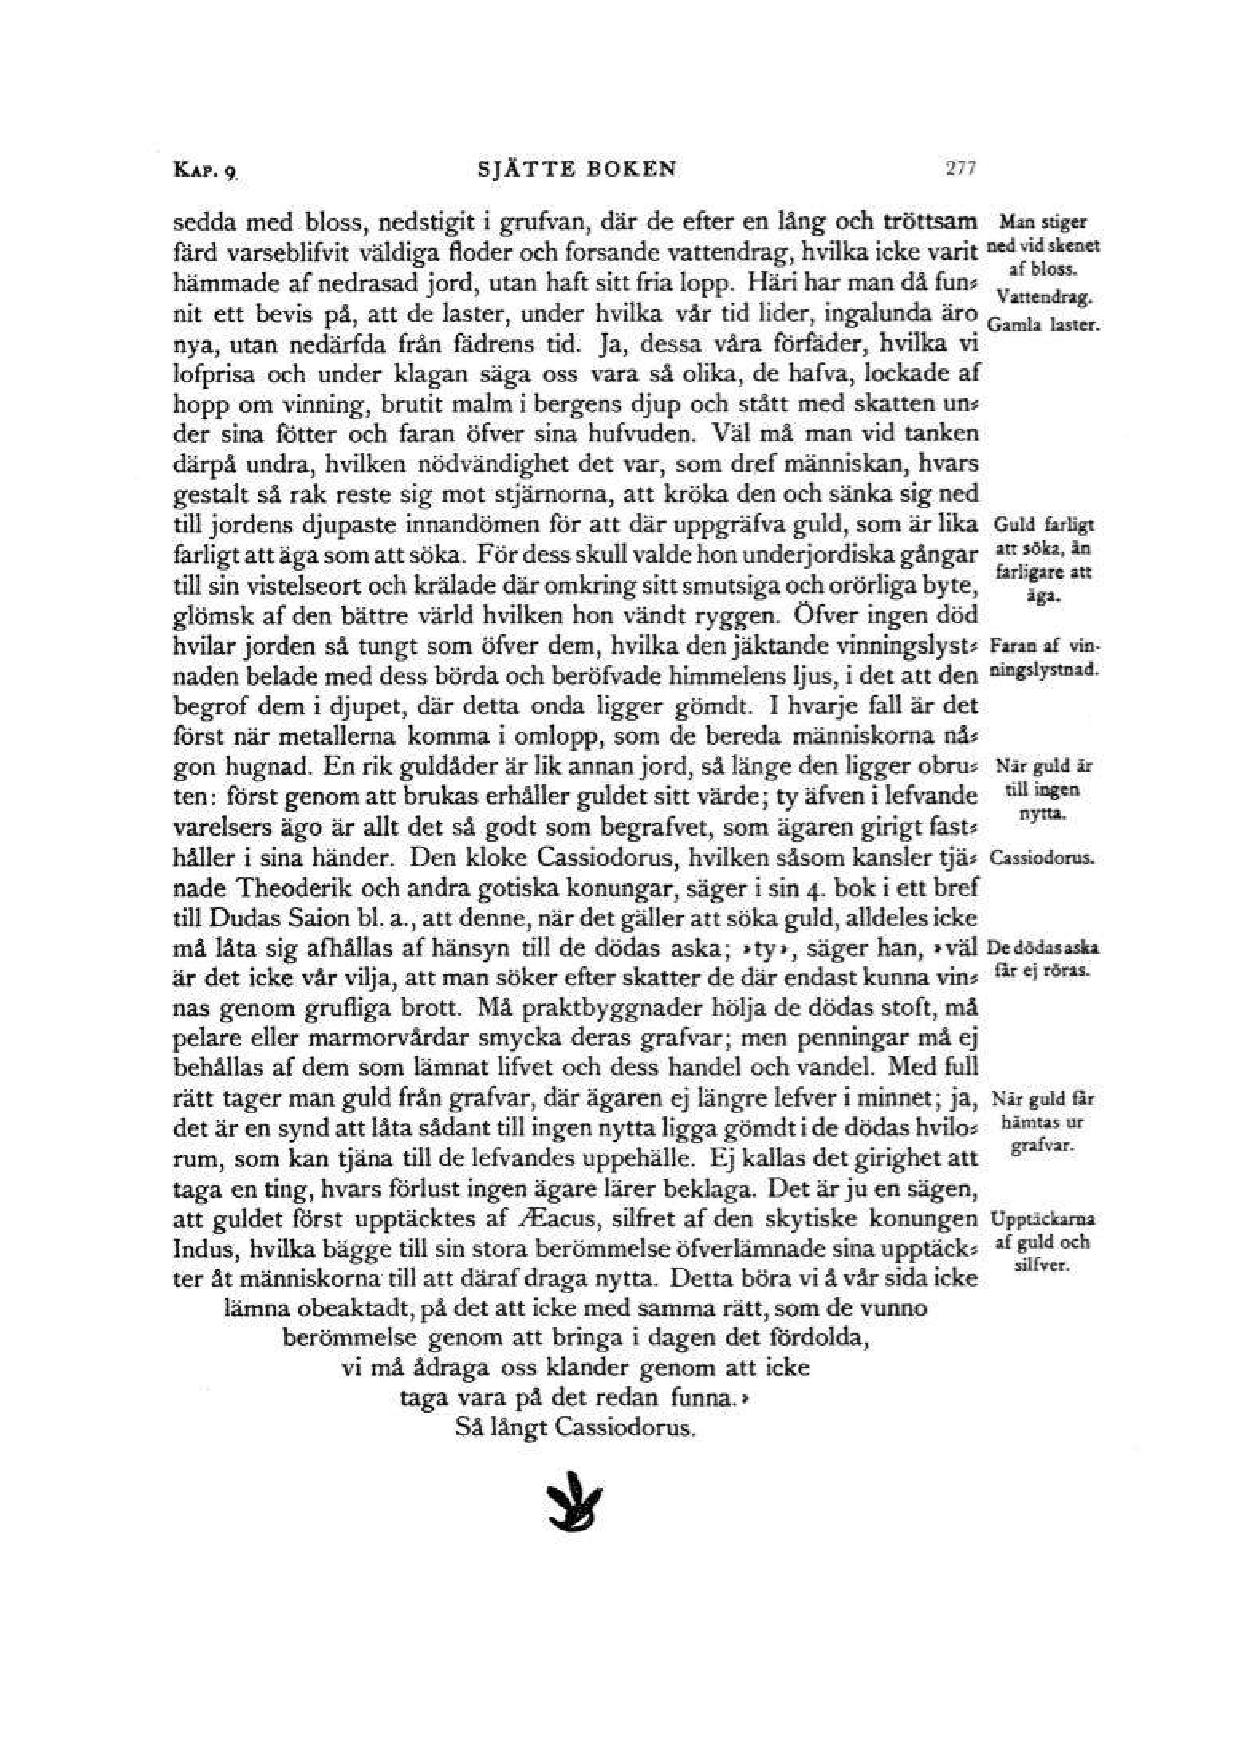 KAP. 9. SJÄTTE BOKEN 277
sedda med bloss, nedstigit i grufvan, där de efter en lång och tröttsam
färd varseblifvit väldiga floder och forsande vattendrag, hvilka icke varit
hämmade af nedrasad jord, utan haft sitt fria lopp. Häri har man då fun⸗
nit ett bevis på, att de laster, under hvilka vår tid lider, ingalunda äro
nya, utan nedärfda från fädrens tid. Ja, dessa våra förfäder, hvilka vi
lofprisa och under klagan säga oss vara så olika, de hafva, lockade af
hopp om vinning, brutit malm i bergens djup och stått med skatten un⸗
der sina fötter och faran öfver sina hufvuden. Väl må man vid tanken
därpå undra, hvilken nödvändighet det var, som dref människan, hvars
gestalt så rak reste sig mot stjärnorna, att kröka den och sänka sig ned
till jordens djupaste innandömen för att där uppgräfva guld, som är lika
farligt att äga som att söka. För dess skull valde hon underjordiska gångar
till sin vistelseort och krälade där omkring sitt smutsiga och orörliga byte,
glömsk af den bättre värld hvilken hon vändt ryggen. Öfver ingen död
hvilar jorden så tungt som öfver dem, hvilka den jäktande vinningslyst⸗
naden belade med dess börda och beröfvade himmelens ljus, i det att den
begrof dem i djupet, där detta onda ligger gömdt. I hvarje fall är det
först när metallerna komma i omlopp, som de bereda människorna nå⸗
gon hugnad. En rik guldåder är lik annan jord, så länge den ligger obru⸗
ten: först genom att brukas erhåller guldet sitt värde; ty äfven i lefvande
varelsers ägo är allt det så godt som begrafvet, som ägaren girigt fast⸗
håller i sina händer. Den kloke Cassiodorus, hvilken såsom kansler tjä⸗
nade Theoderik och andra gotiska konungar, säger i sin 4. bok i ett bref
till Dudas Saion bl. a., att denne, när det gäller att söka guld, alldeles icke
må låta sig afhållas af hänsyn till de dödas aska; »ty», säger han, »väl
är det icke vår vilja, att man söker efter skatter de där endast kunna vin⸗
nas genom grufliga brott. Må praktbyggnader hölja de dödas stoft, må
pelare eller marmorvårdar smycka deras grafvar; men penningar må ej
behållas af dem som lämnat lifvet och dess handel och vandel. Med full
rätt tager man guld från grafvar, där ägaren ej längre lefver i minnet; ja,
det är en synd att låta sådant till ingen nytta ligga gömdt i de dödas hvilo⸗
rum, som kan tjäna till de lefvandes uppehälle. Ej kallas det girighet att
taga en ting, hvars förlust ingen ägare lärer beklaga. Det är ju en sägen,
att guldet först upptäcktes af Æacus, silfret af den skytiske konungen
Indus, hvilka bägge till sin stora berömmelse öfverlämnade sina upptäck⸗
ter åt människorna till att däraf draga nytta. Detta böra vi å vår sida icke
lämna obeaktadt, på det att icke med samma rätt, som de vunno
berömmelse genom att bringa i dagen det fördolda,
vi må ådraga oss klander genom att icke
taga vara på det redan funna.»
Så långt Cassiodorus.
Man stiger
ned vid skenet
af bloss.
Vattendrag.
Gamla laster.
Guld farligt
att söka, än
farligare att
äga.
Faran af vin-
ningslystnad.
När guld är
till ingen
nytta.
Cassiodorus.
De dödas aska
får ej röras.
När guld får
hämtas ur
grafvar.
Upptäckarna
af guld och
silfver.